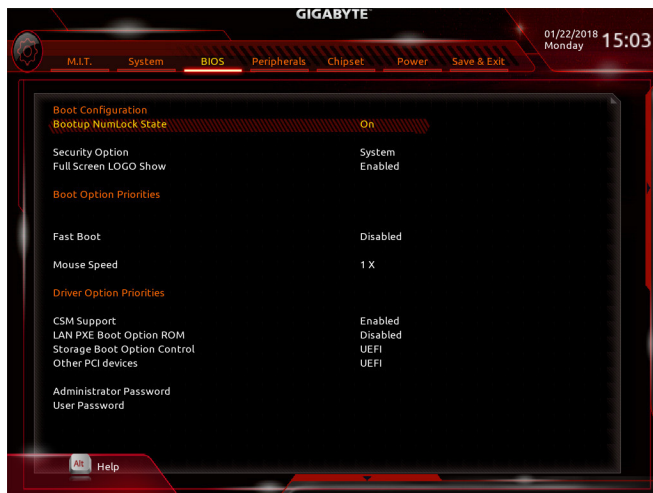 GIGABYTE™
01/22/2018 15:03
Monday
M.I.T. System BIOS Peripherals Chipset Power Save & Exit
Boot Configuration
Bootup NumLock State On
Security Option System
Full Screen LOGO Show Enabled
Boot Option Priorities
Fast Boot Disabled
Mouse Speed 1 X
Driver Option Priorities
CSM Support Enabled
LAN PXE Boot Option ROM Disabled
Storage Boot Option Control UEFI
Other PCI devices UEFI
Administrator Password
User Password
Alt Help